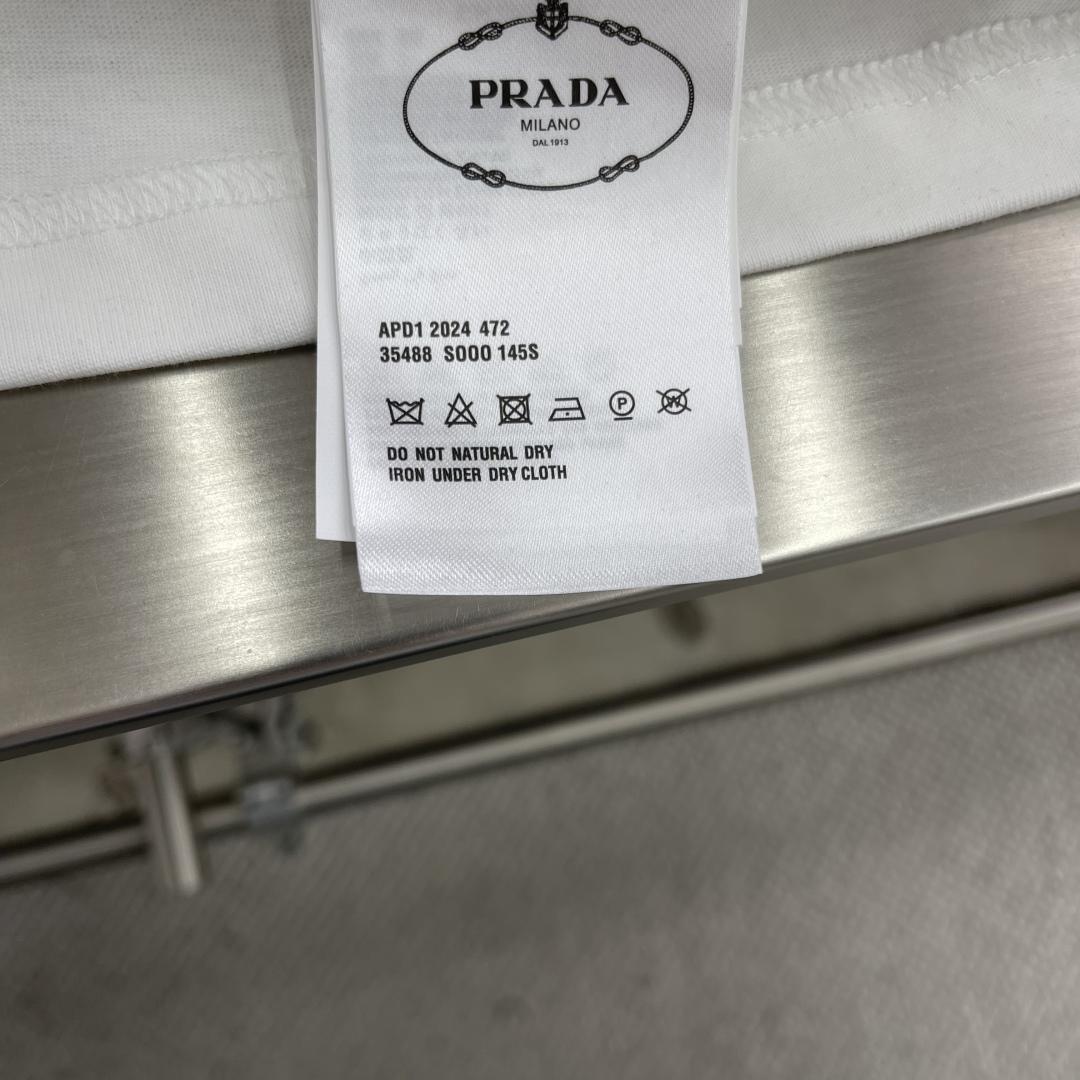 PRADA
MILANO
DAL 1913
APD1 2024 472
35488 S000 145S
P
W
DO NOT NATURAL DRY
IRON UNDER DRY CLOTH